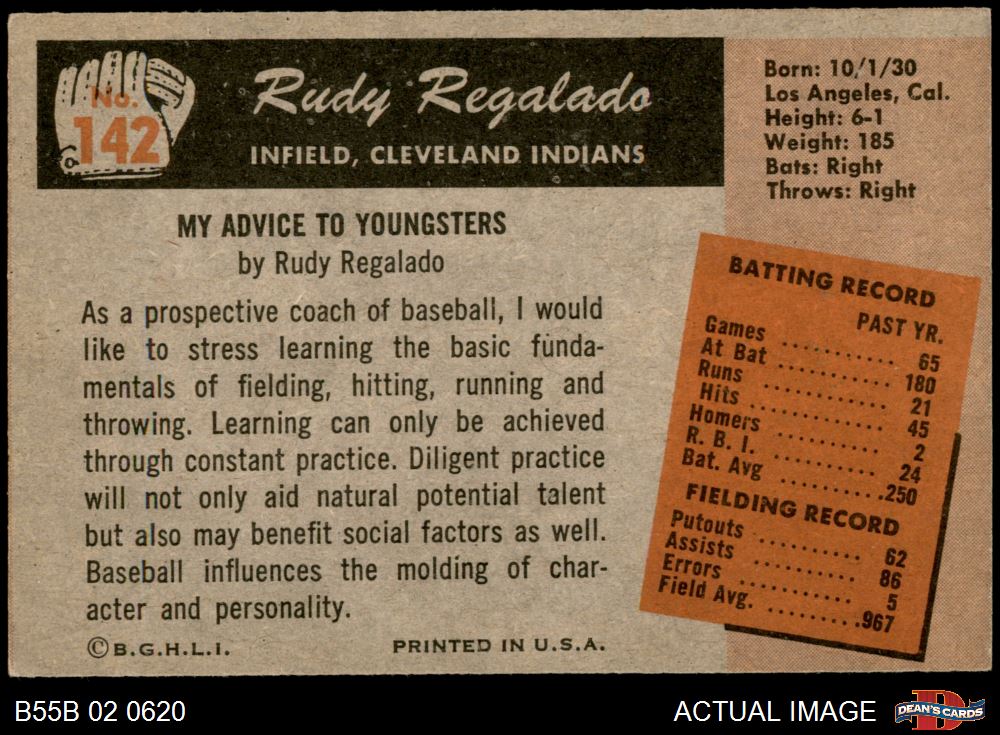 No.
142
Rudy Regalado
INFIELD, CLEVELAND INDIANS
Born: 10/1/30
Los Angeles, Cal.
Height: 6-1
Weight: 185
Bats: Right
Throws: Right
MY ADVICE TO YOUNGSTERS
by Rudy Regalado
As a prospective coach of baseball, I would
like to stress learning the basic funda-
mentals of fielding, hitting, running and
throwing. Learning can only be achieved
through constant practice. Diligent practice
will not only aid natural potential talent
but also may benefit social factors as well.
Baseball influences the molding of char-
acter and personality.
©B.G.H.L.I. PRINTED IN U.S.A.
BATTING RECORD
PAST YR.
Games .......... 65
At Bat .......... 180
Runs .......... 21
Hits .......... 45
Homers .......... 2
R. B. I. .......... 24
Bat. Avg .......... .250
FIELDING RECORD
Putouts .......... 62
Assists .......... 86
Errors .......... 5
Field Avg. .......... .967
B55B 02 0620 ACTUAL IMAGE D DEAN'S CARDS